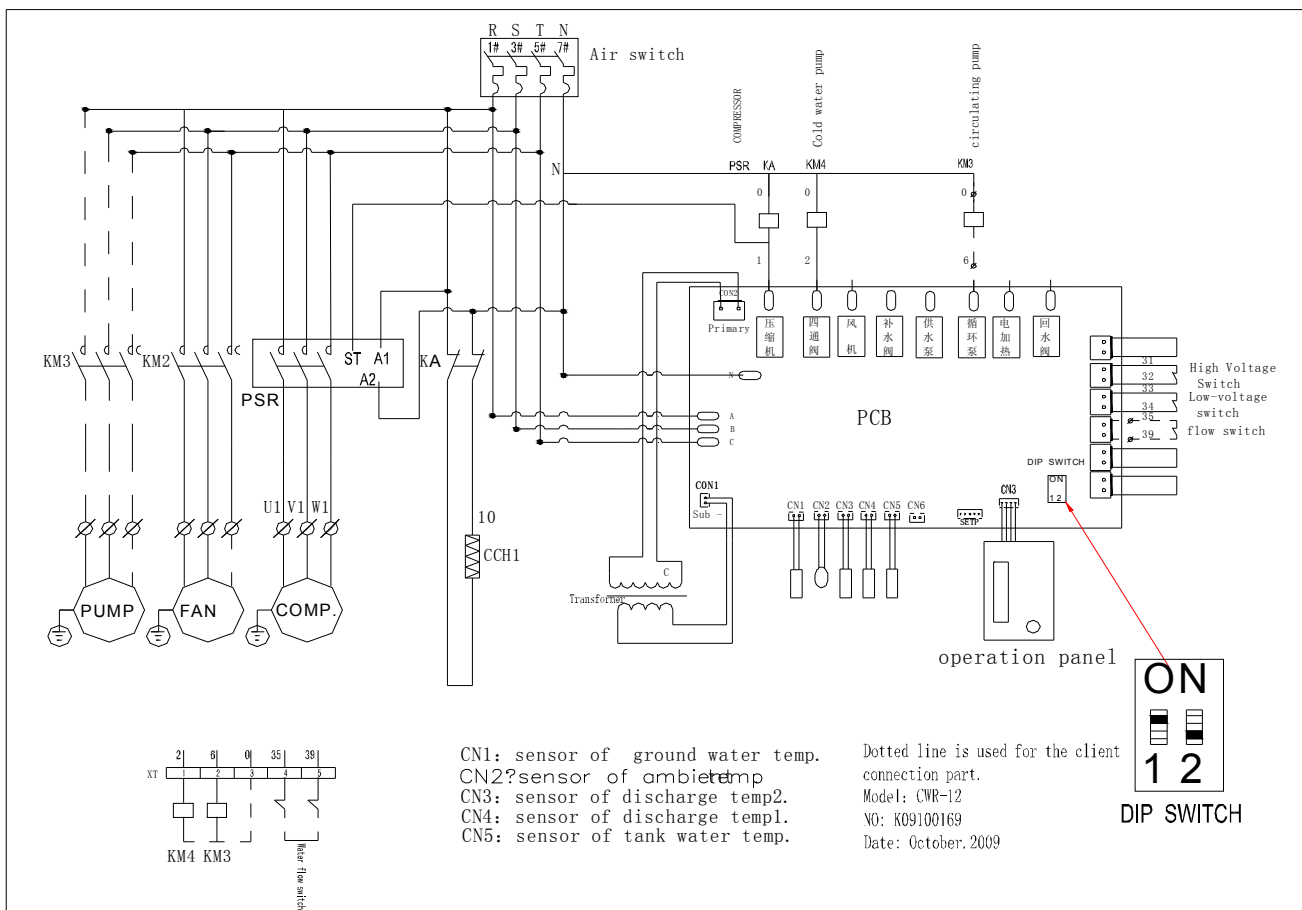 R S T N
1# 3# 5# 7#
Air switch
COMPRESSOR
Cold water pump
circulating pump
N
PSR KA KM4 KM3
0 0 0
1 2 6
CON2
Primary
压缩机
四通阀
风机
补水阀
供水泵
循环泵
电加热
回水阀
KM3
KM2
ST A1
A2
PSR
KA
N
A
B
C
PCB
31
32
33
34
35
39
High Voltage
Switch
Low-voltage
switch
flow switch
DIP SWITCH
ON
1 2
CON1
Sub -
CN1 CN2 CN3 CN4 CN5 CN6
SETP
CN3
U1 V1 W1
10
CCH1
C
Transforner
PUMP
FAN
COMP.
operation panel
ON
1 2
DIP SWITCH
2 6 0 35 39
XT 1 2 3 4 5
KM4 KM3
Water flow switch
CN1: sensor of ground water temp.
CN2?sensor of ambientemp
CN3: sensor of discharge temp2.
CN4: sensor of discharge temp1.
CN5: sensor of tank water temp.
Dotted line is used for the client
connection part.
Model: CWR-12
NO: K09100169
Date: October.2009